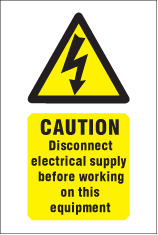 CAUTION
Disconnect
electrical supply
before working
on this
equipment